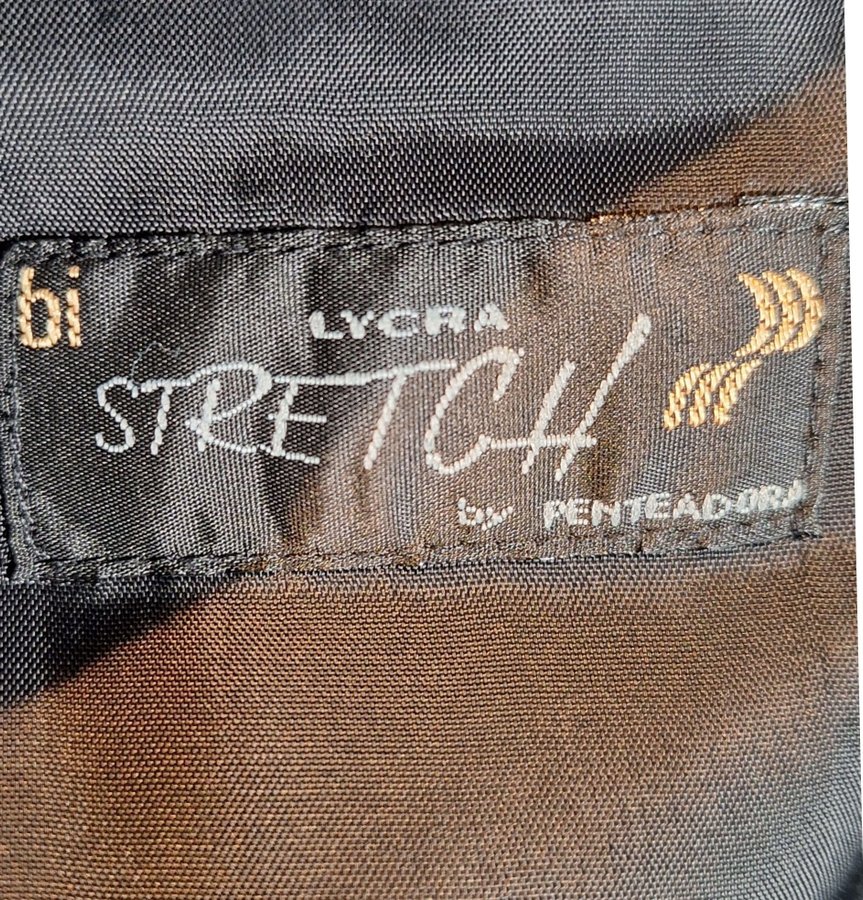 bi
LYCRA
STRETCH
by PENTEADORA